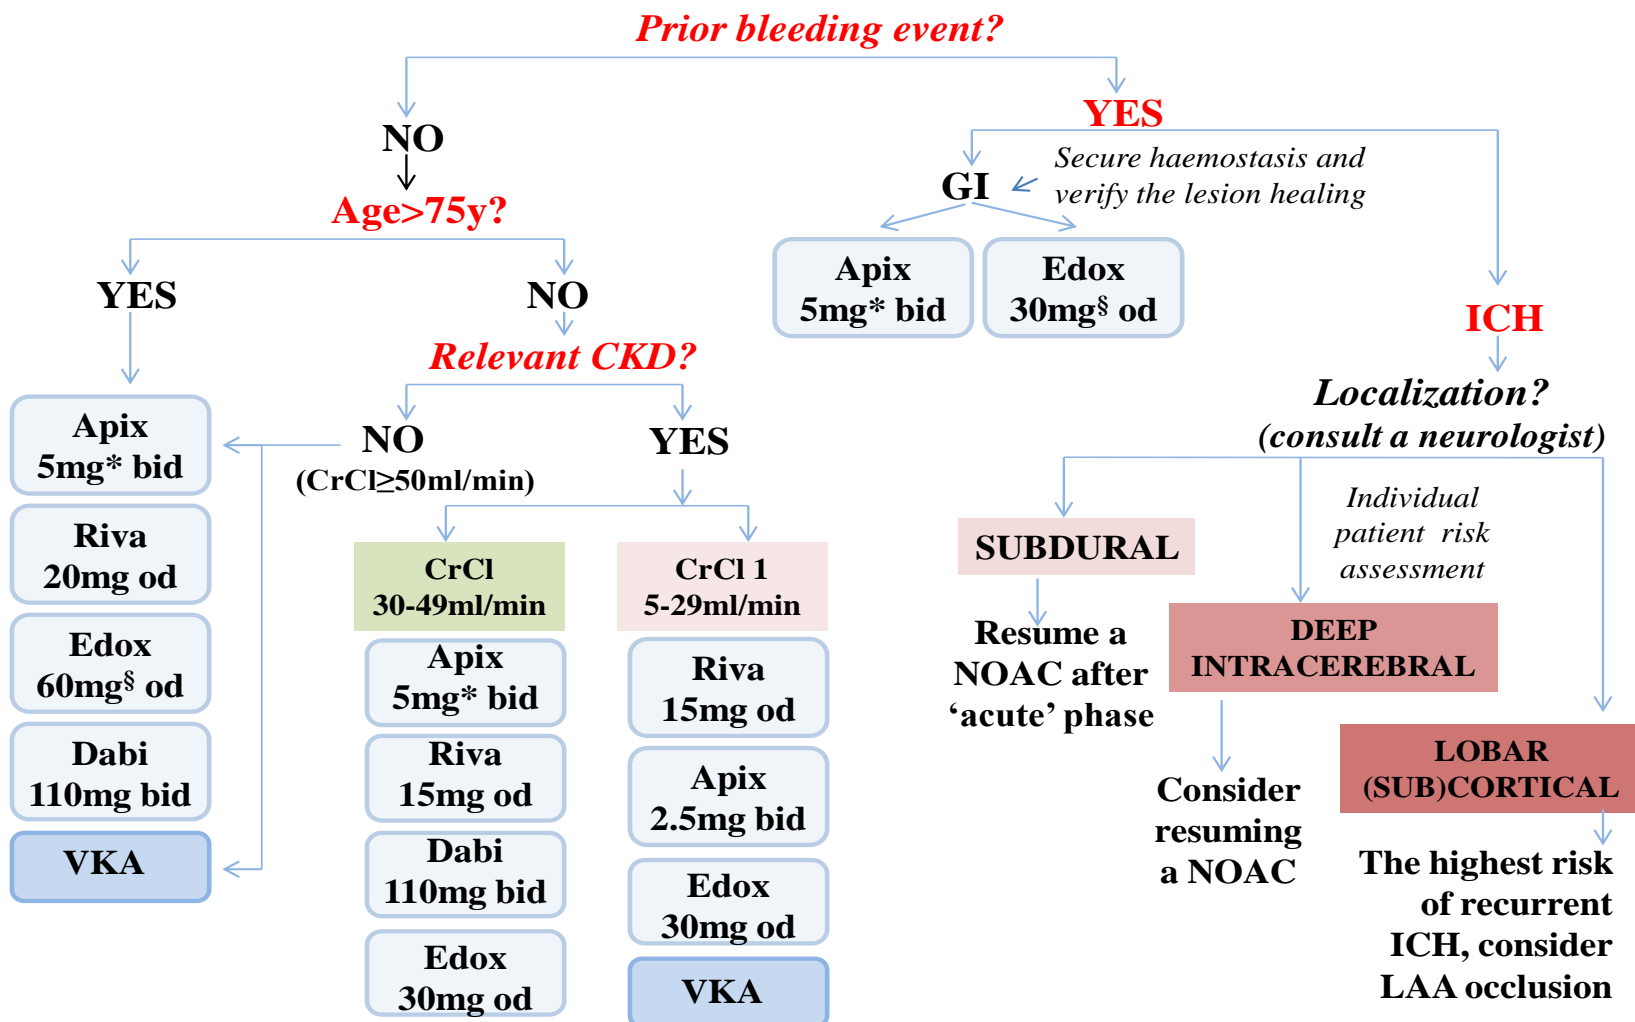 Prior bleeding event?
NO
Age>75y?
YES
Apix
5mg* bid
Riva
20mg od
Edox
60mg§ od
Dabi
110mg bid
VKA
NO
Relevant CKD?
NO
(CrCl≥50ml/min)
YES
CrCl
30-49ml/min
Apix
5mg* bid
Riva
15mg od
Dabi
110mg bid
Edox
30mg od
CrCl 1
5-29ml/min
Riva
15mg od
Apix
2.5mg bid
Edox
30mg od
VKA
YES
GI
Secure haemostasis and
verify the lesion healing
Apix
5mg* bid
Edox
30mg§ od
ICH
Localization?
(consult a neurologist)
Individual
patient risk
assessment
SUBDURAL
Resume a
NOAC after
‘acute’ phase
DEEP
INTRACEREBRAL
Consider
resuming
a NOAC
LOBAR
(SUB)CORTICAL
The highest risk
of recurrent
ICH, consider
LAA occlusion